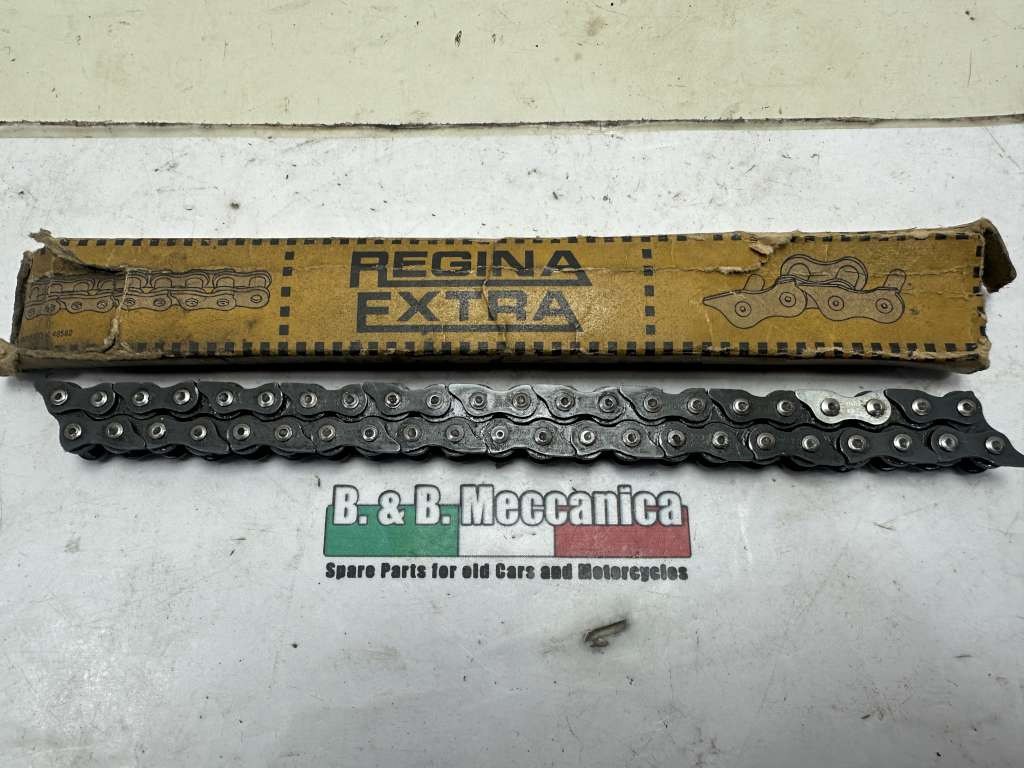 REGINA
EXTRA
B. & B. Meccanica
Spare Parts for old Cars and Motorcycles